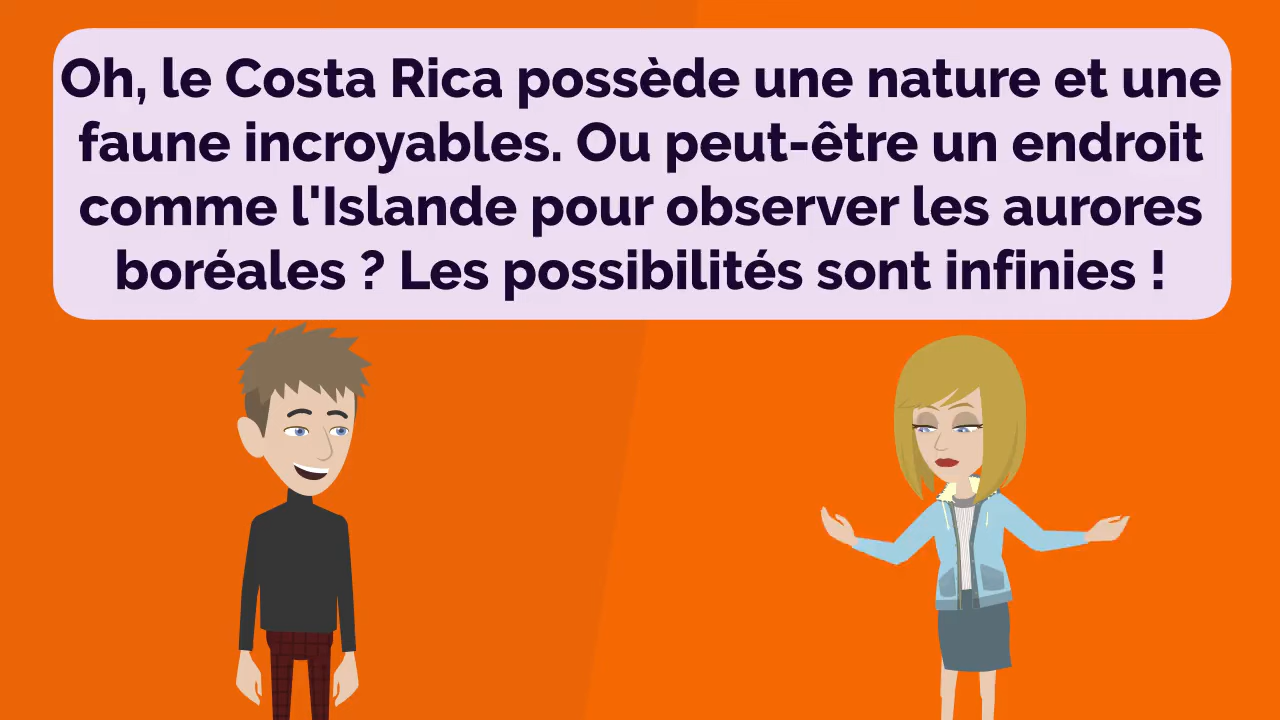 Oh, le Costa Rica possède une nature et une
faune incroyables. Ou peut-être un endroit
comme l'Islande pour observer les aurores
boréales ? Les possibilités sont infinies !